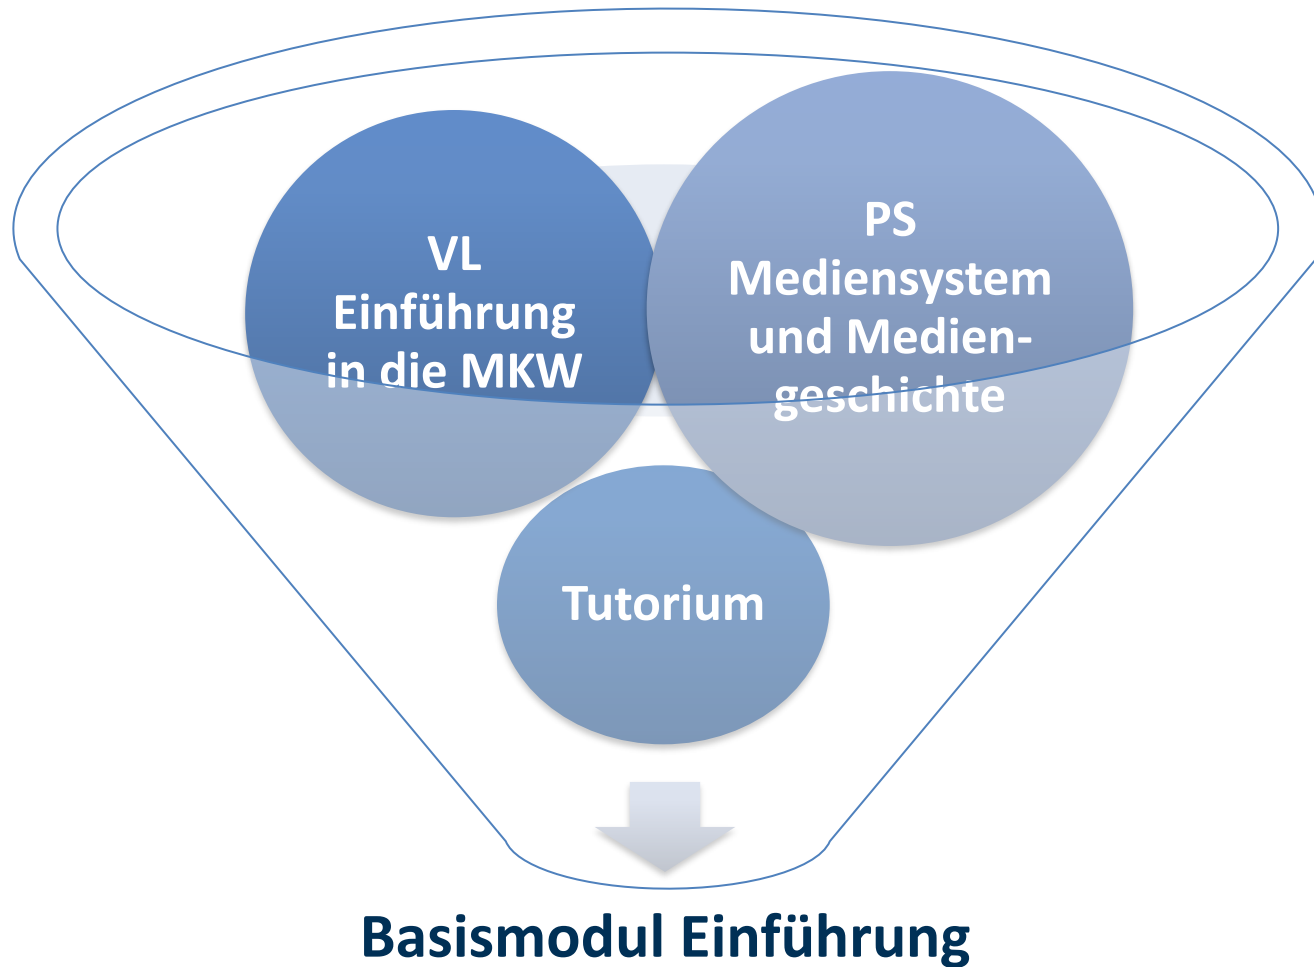 VL
Einführung
in die MKW
PS
Mediensystem
und Medien-
geschichte
Tutorium
Basismodul Einführung